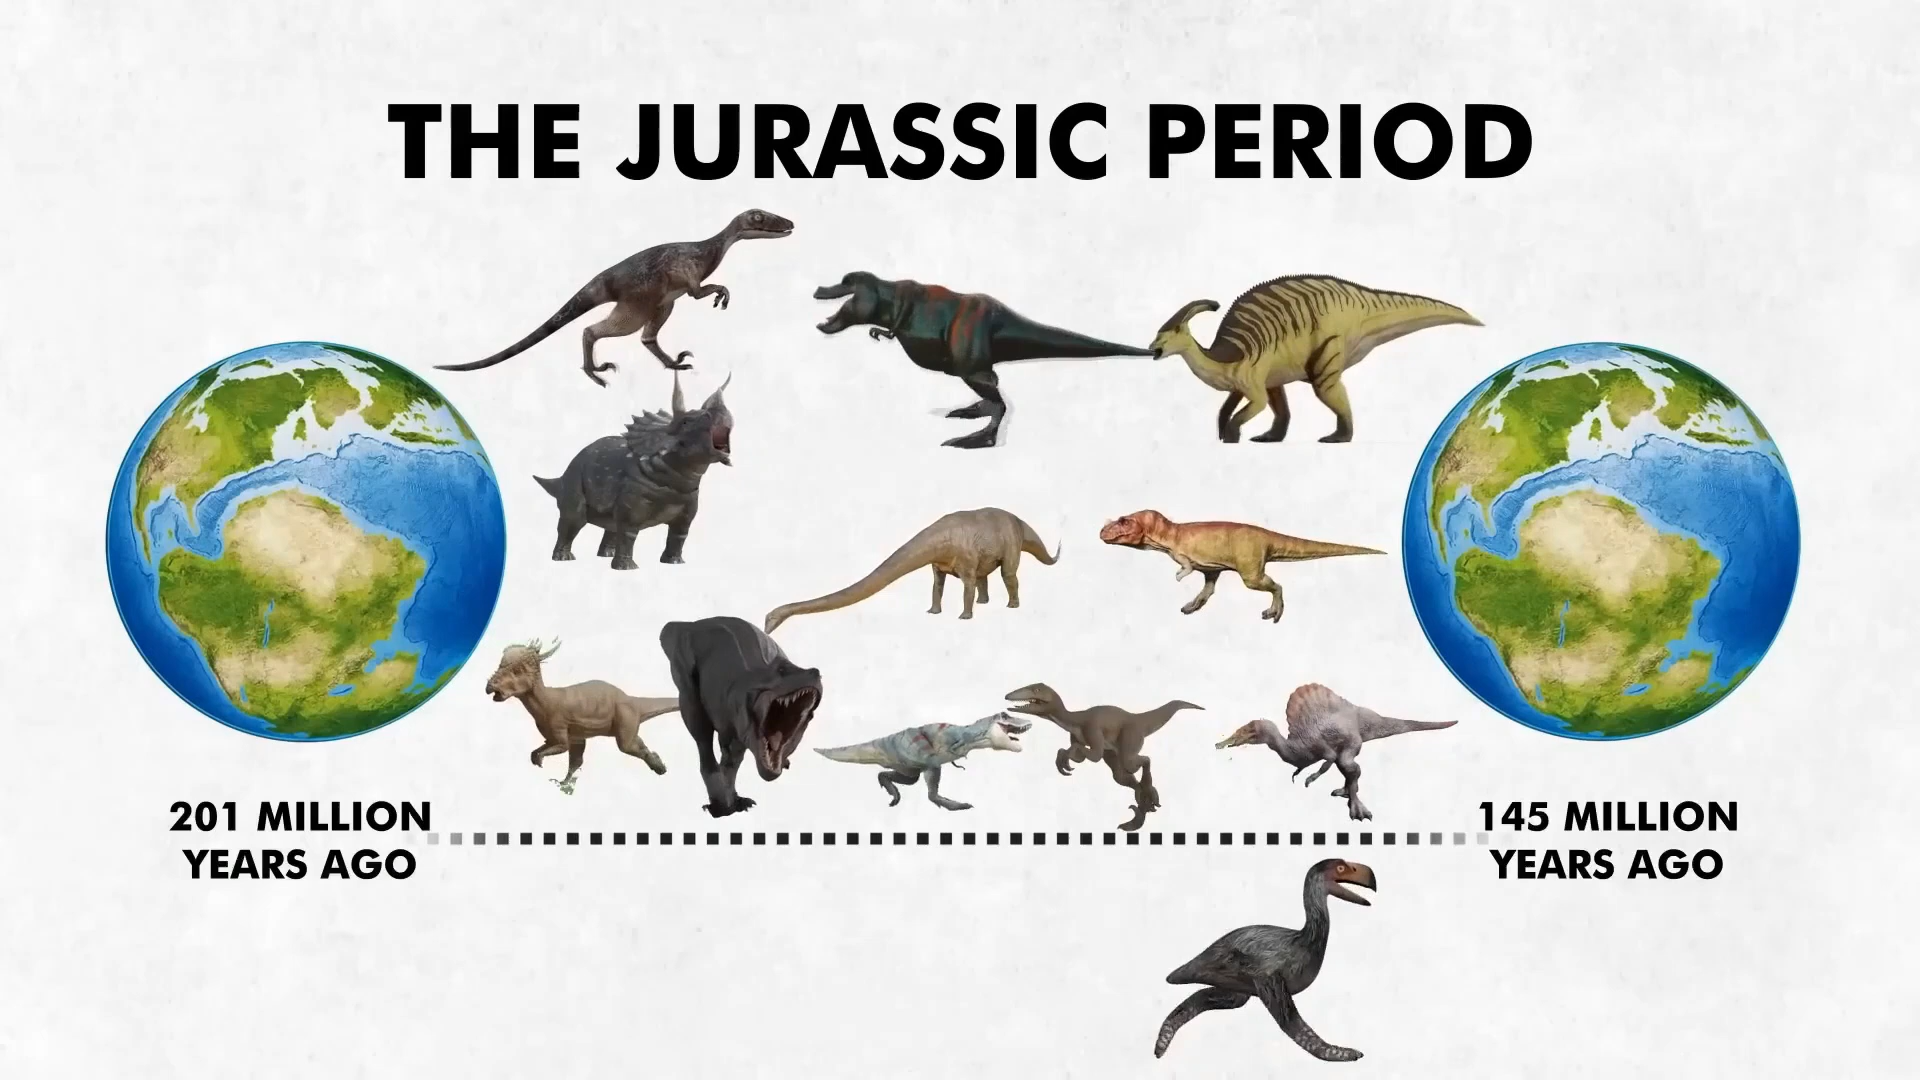 THE JURASSIC PERIOD
201 MILLION
YEARS AGO
145 MILLION
YEARS AGO